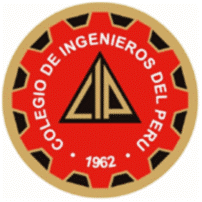 COLEGIO DE INGENIEROS DEL PERU
CIP
• 1962 •